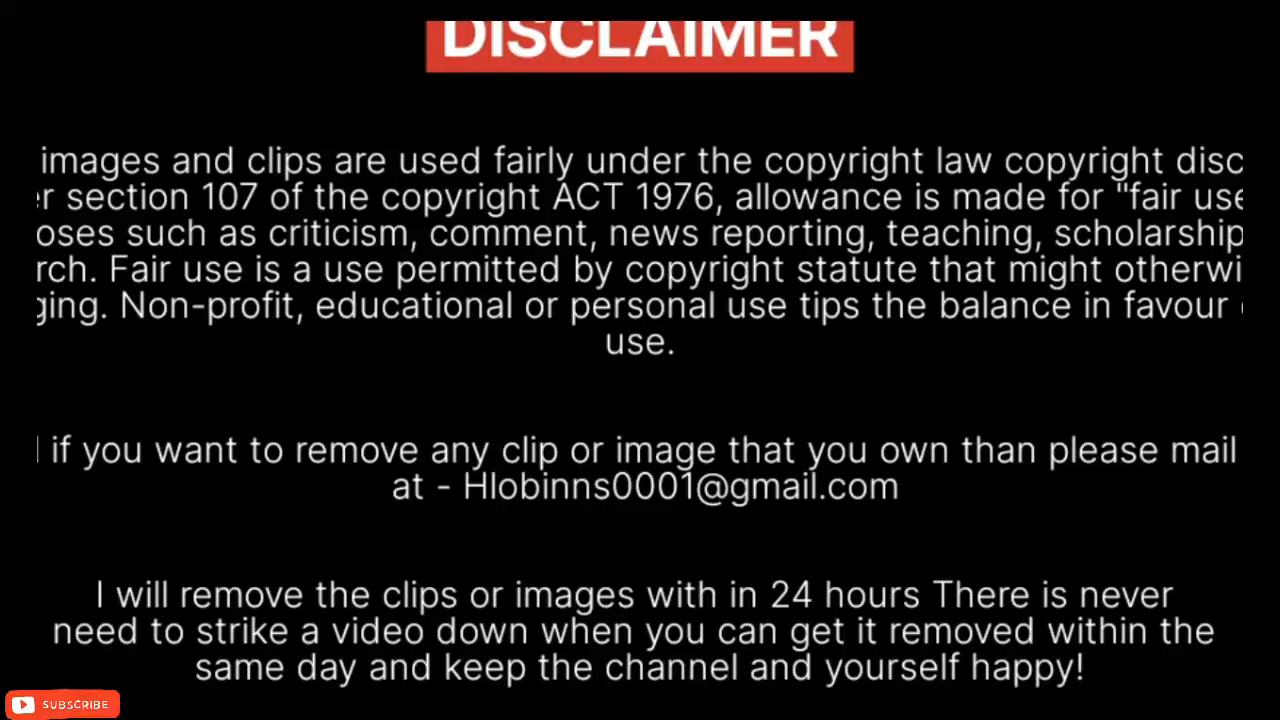 DISCLAIMER
images and clips are used fairly under the copyright law copyright disc
er section 107 of the copyright ACT 1976, allowance is made for "fair use
oses such as criticism, comment, news reporting, teaching, scholarship
rch. Fair use is a use permitted by copyright statute that might otherwi
ging. Non-profit, educational or personal use tips the balance in favour
use.
if you want to remove any clip or image that you own than please mail
at - Hlobinns0001@gmail.com
I will remove the clips or images with in 24 hours There is never
need to strike a video down when you can get it removed within the
same day and keep the channel and yourself happy!
SUBSCRIBE